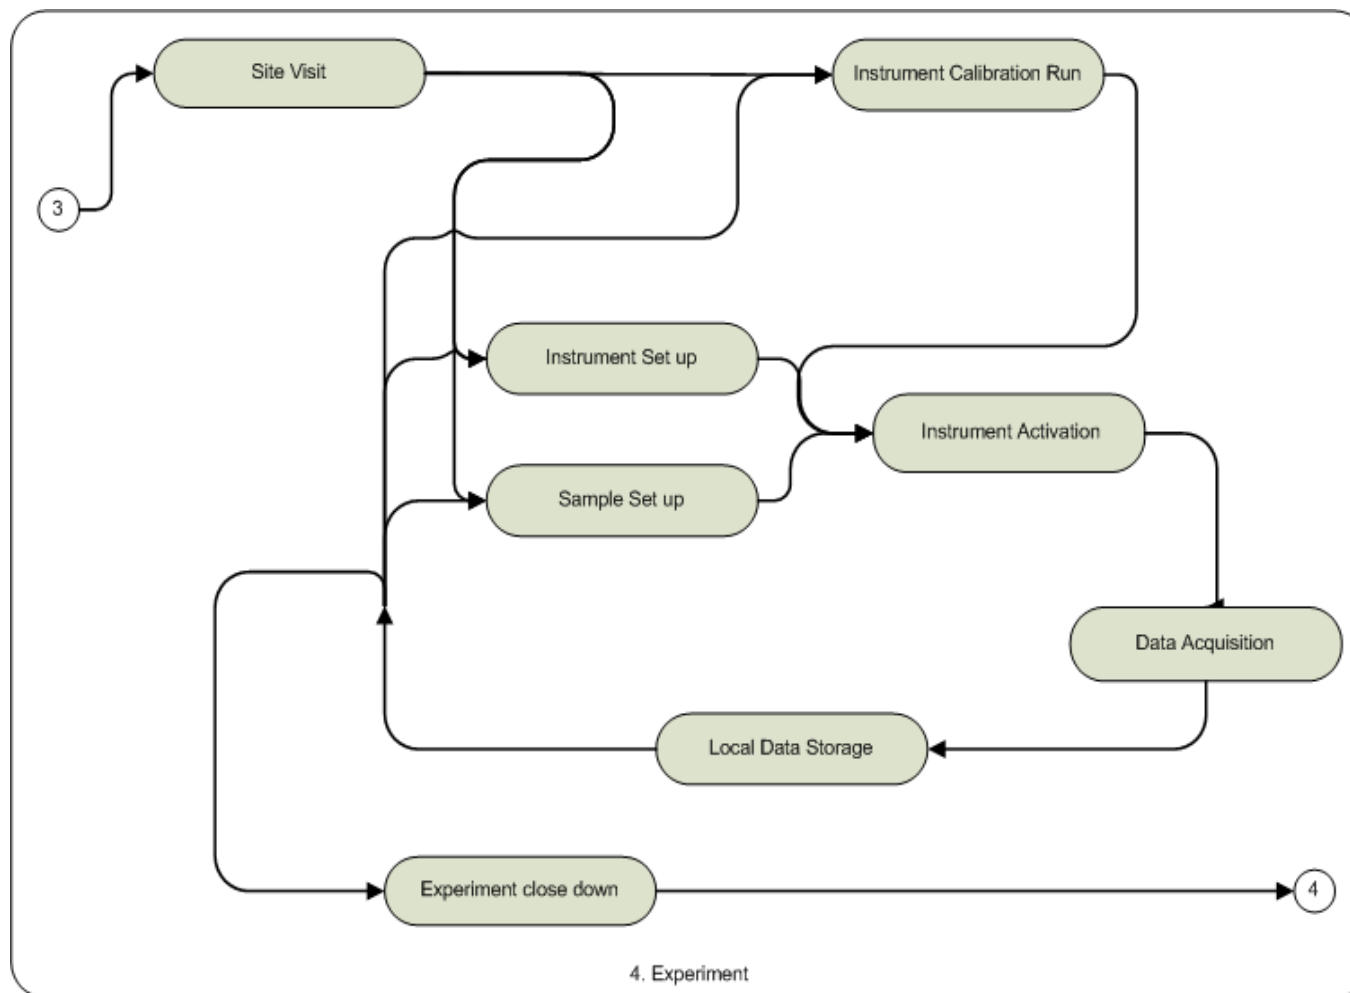 Site Visit
Instrument Calibration Run
3
Instrument Set up
Instrument Activation
Sample Set up
Data Acquisition
Local Data Storage
Experiment close down
4
4. Experiment